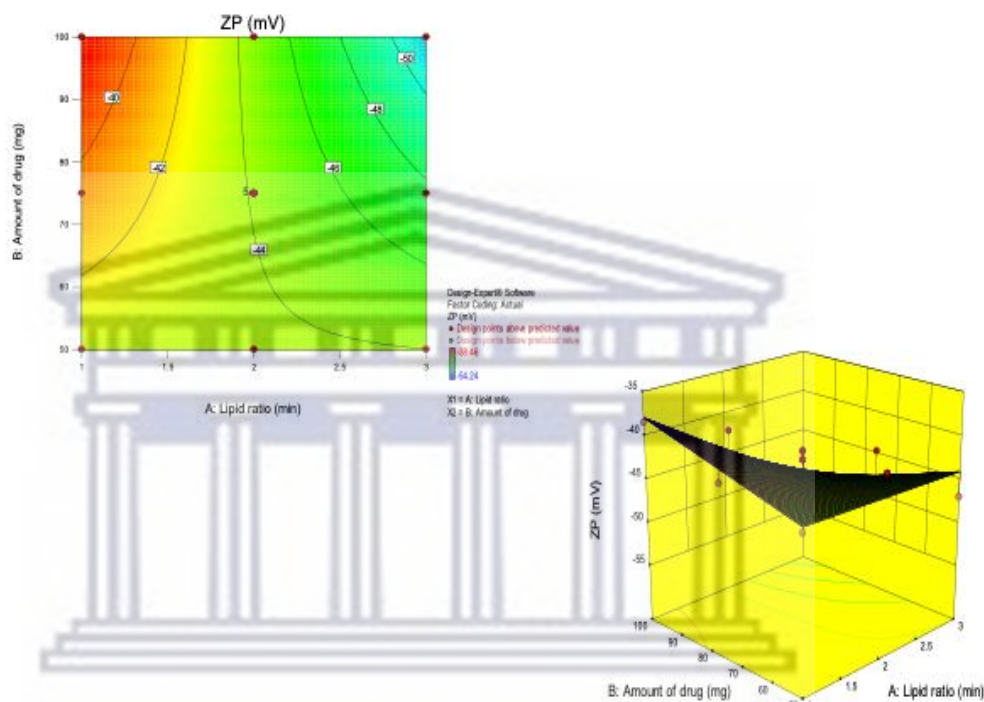 ZP (mV)
100
90
80
70
60
50
B: Amount of drug (mg)
-40
-42
-44
-46
-48
-50
5
1
1.5
2
2.5
3
A: Lipid ratio (min)
Design-Expert® Software
Factor Coding: Actual
ZP (mV)
Design points above predicted value
Design points below predicted value
-54.24
X1 = A: Lipid ratio
X2 = B: Amount of drug
-35
-40
-45
-50
-55
ZP (mV)
100
90
80
70
60
1.5
2
2.5
3
B: Amount of drug (mg)
A: Lipid ratio (min)